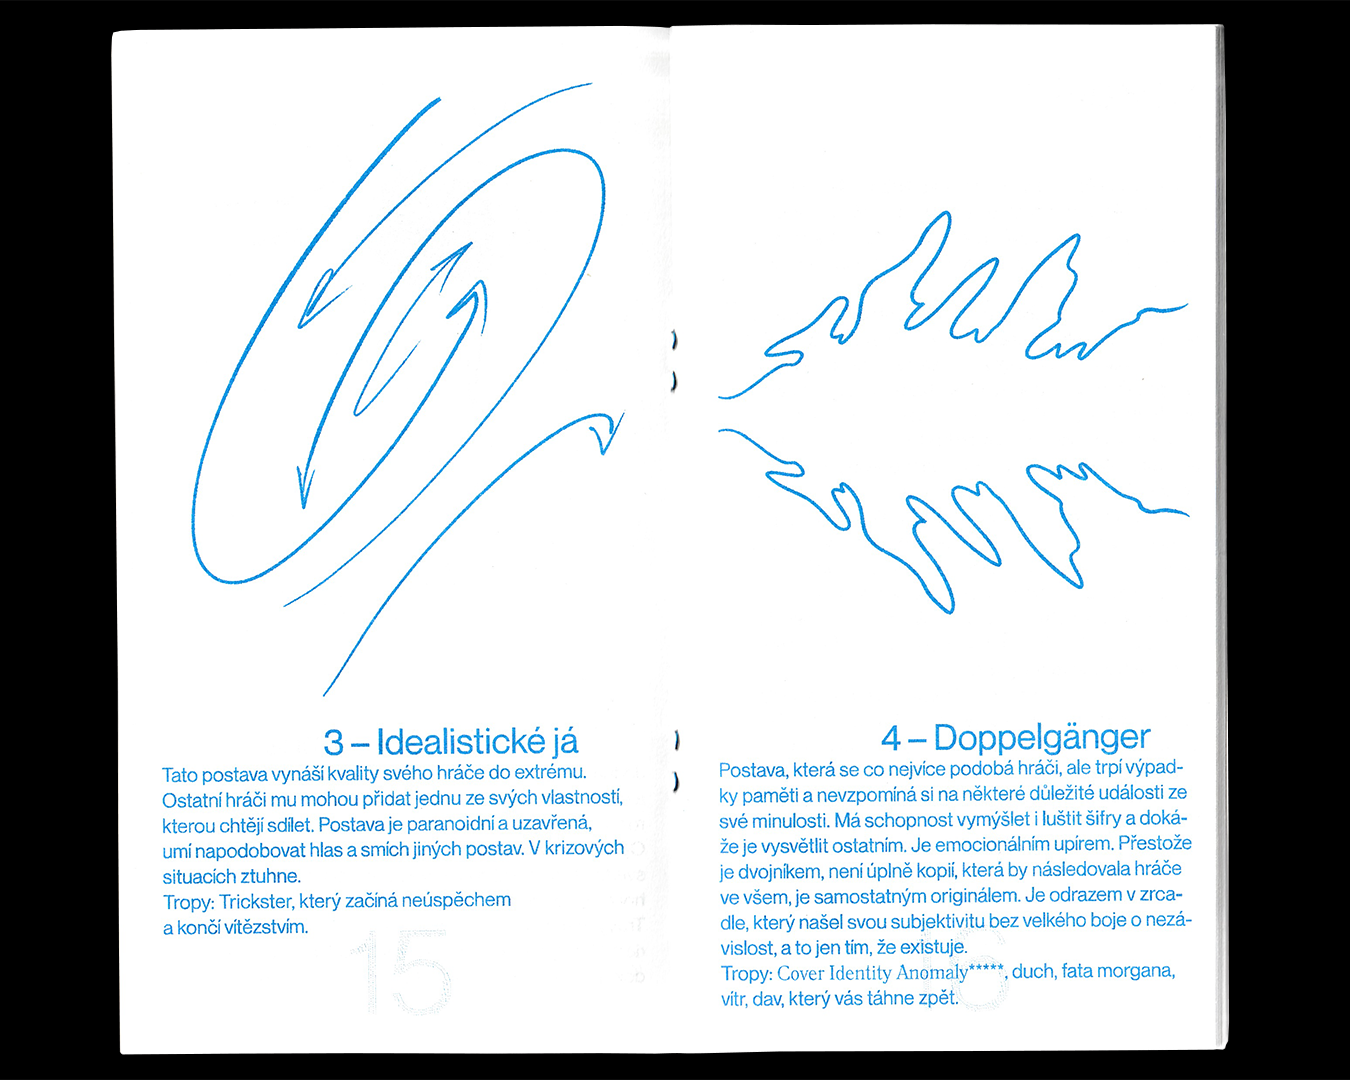 3 – Idealistické já
Tato postava vynáší kvality svého hráče do extrému.
Ostatní hráči mu mohou přidat jednu ze svých vlastností,
kterou chtějí sdílet. Postava je paranoidní a uzavřená,
umí napodobovat hlas a smích jiných postav. V krizových
situacích ztuhne.
Tropy: Trickster, který začíná neúspěchem
a končí vítězstvím.
15
4 – Doppelgänger
Postava, která se co nejvíce podobá hráči, ale trpí výpad-
ky paměti a nevzpomíná si na některé důležité události ze
své minulosti. Má schopnost vymýšlet i luštit šifry a doká-
že je vysvětlit ostatním. Je emocionálním upírem. Přestože
je dvojníkem, není úplně kopií, která by následovala hráče
ve všem, je samostatným originálem. Je odrazem v zrca-
dle, který našel svou subjektivitu bez velkého boje o nezá-
vislost, a to jen tím, že existuje.
Tropy: Cover Identity Anomaly*****, duch, fata morgana,
vítr, dav, který vás táhne zpět.
16